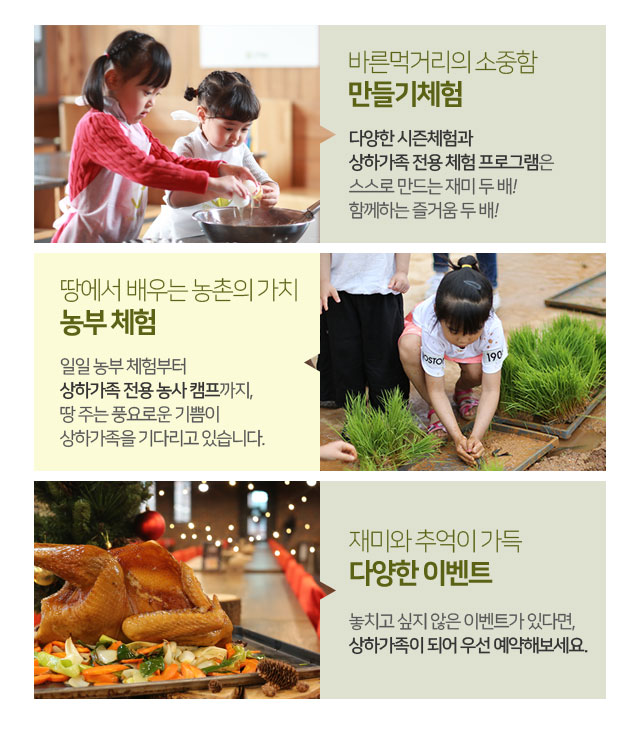 바른먹거리의 소중함
만들기체험
다양한 시즌체험과
상하가족 전용 체험 프로그램은
스스로 만드는 재미 두 배!
함께하는 즐거움 두 배!
땅에서 배우는 농촌의 가치
농부 체험
일일 농부 체험부터
상하가족 전용 농사 캠프까지,
땅 주는 풍요로운 기쁨이
상하가족을 기다리고 있습니다.
190
재미와 추억이 가득
다양한 이벤트
놓치고 싶지 않은 이벤트가 있다면,
상하가족이 되어 우선 예약해보세요.